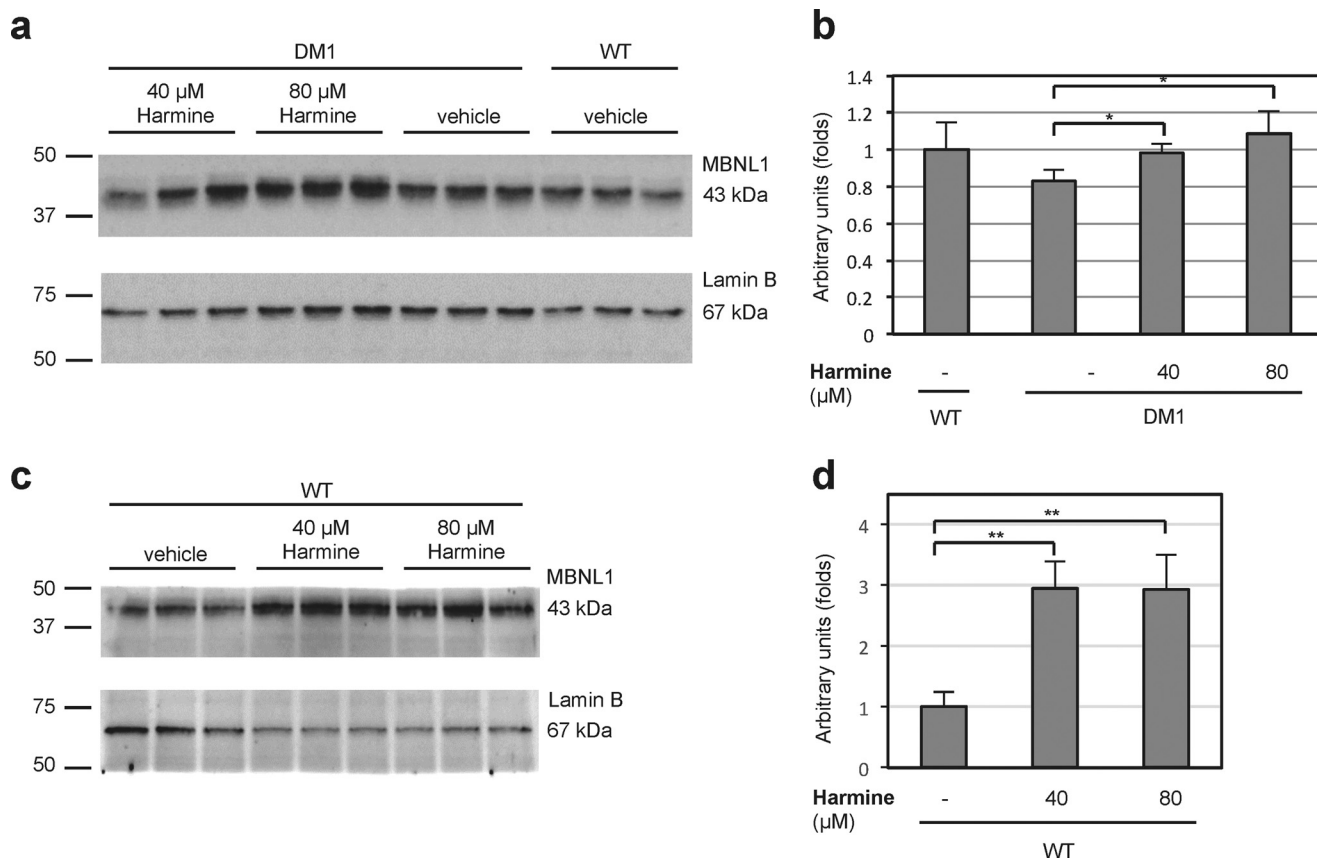 a
DM1 WT
40 µM 80 µM
Harmine Harmine vehicle vehicle
50
MBNL1
43 kDa
37
Lamin B
75
67 kDa
50
b
1.4
* 
1.2
*
1
0.8
0.6
0.4
0.2
0
Arbitrary units (folds)
Harmine - - 40 80
(µM)
WT DM1
c
WT
40 µM 80 µM
vehicle Harmine Harmine
MBNL1
50
43 kDa
37
Lamin B
75
67 kDa
50
d
4
**
**
3
2
1
0
Arbitrary units (folds)
Harmine - 40 80
(µM)
WT